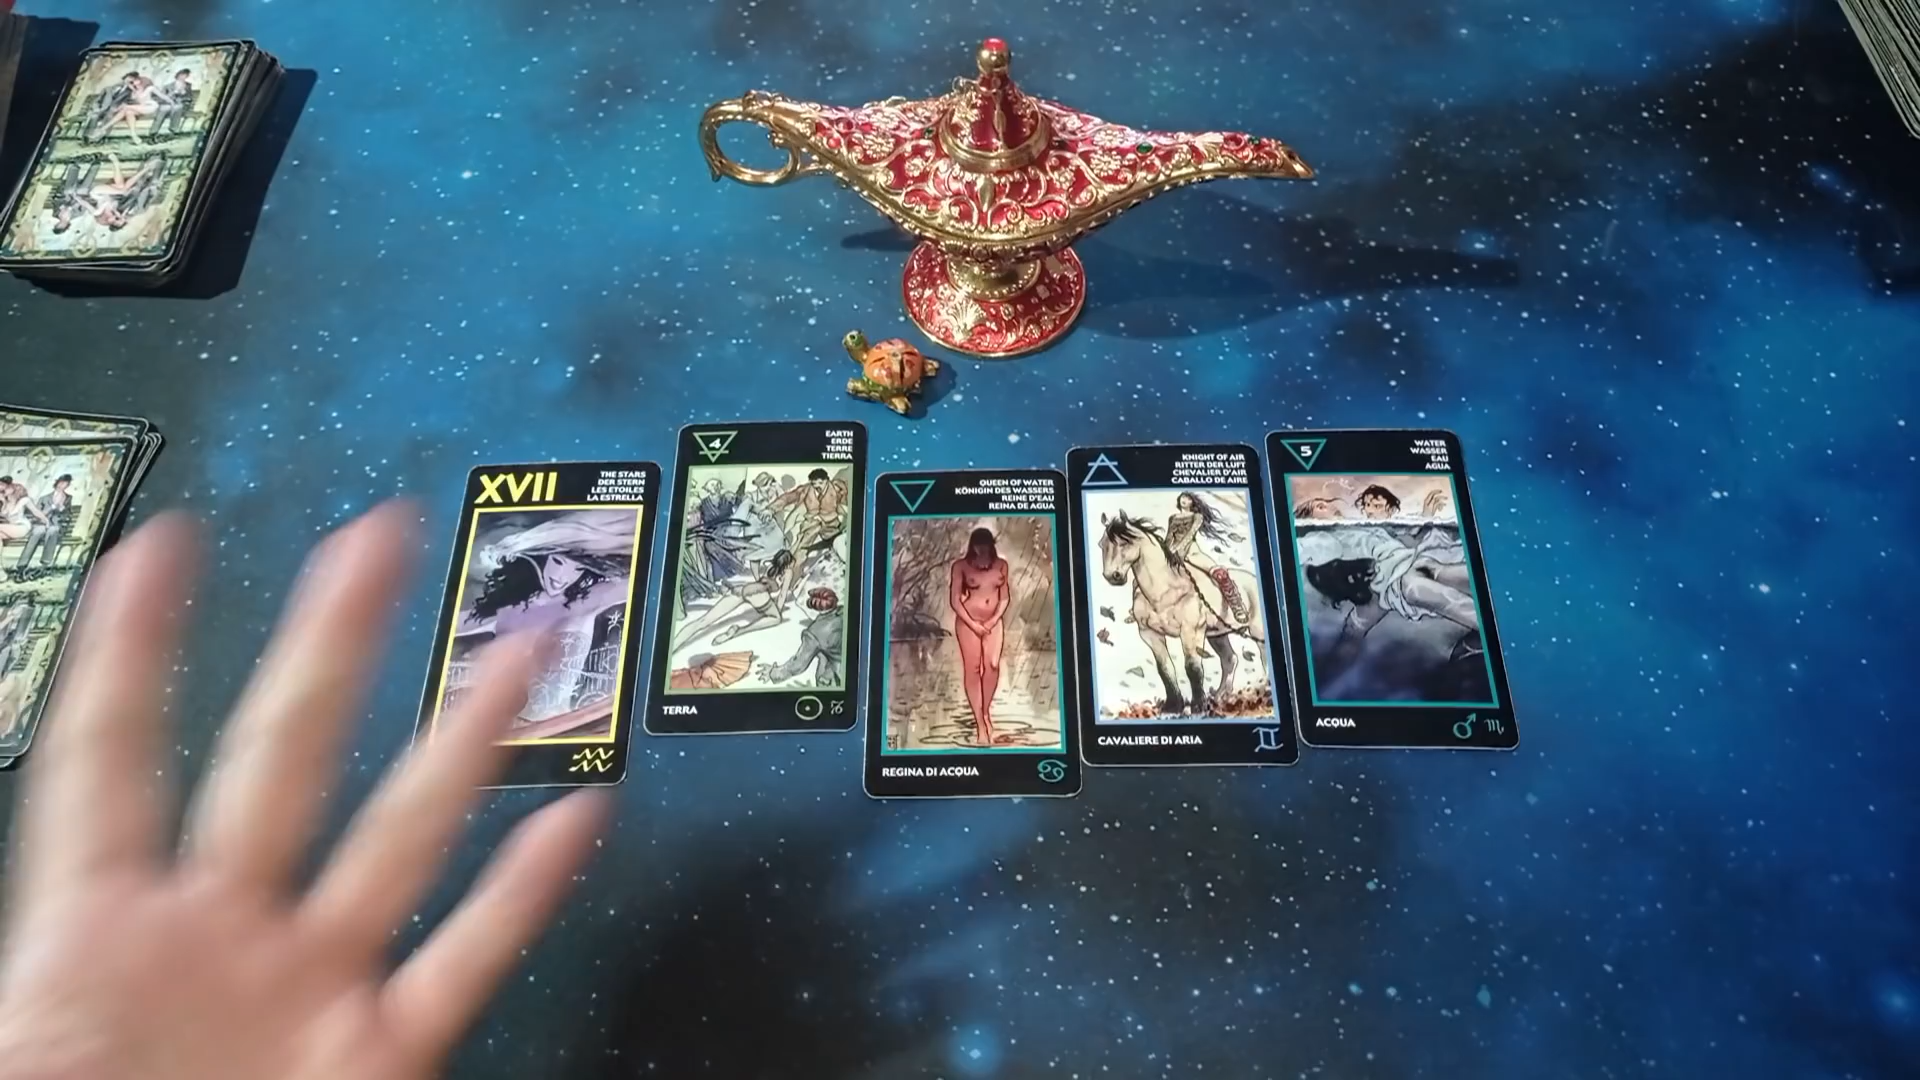 XVII
THE STARS
DER STERN
LES ETOILES
LA ESTRELLA
4
EARTH
ERDE
TERRE
TIERRA
TERRA
QUEEN OF WATER
KÖNIGIN DES WASSERS
REINE D'EAU
REINA DE AGUA
REGINA DI ACQUA
KNIGHT OF AIR
RITTER DER LUFT
CHEVALIER D'AIR
CABALLO DE AIRE
CAVALIERE DI ARIA
5
WATER
WASSER
EAU
AGUA
ACQUA